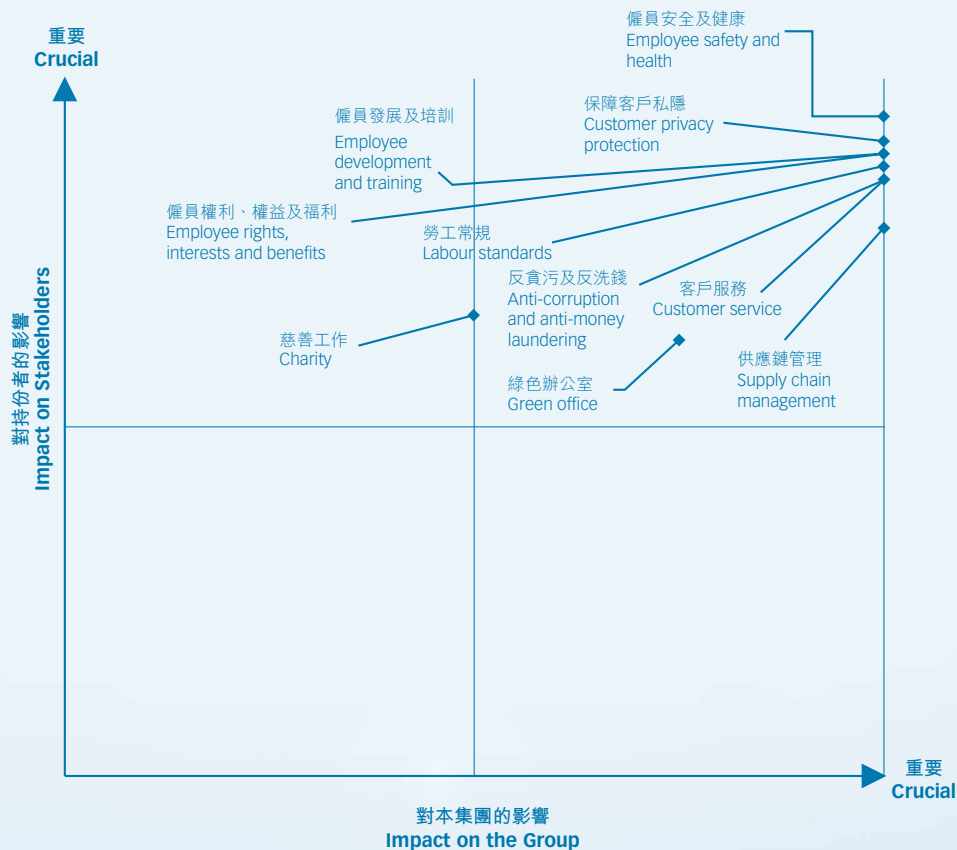 重要
Crucial
僱員安全及健康
Employee safety and
health
保障客戶私隱
Customer privacy
protection
僱員發展及培訓
Employee
development
and training
僱員權利、權益及福利
Employee rights,
interests and benefits
勞工常規
Labour standards
反貪污及反洗錢
Anti-corruption
and anti-money
laundering
客戶服務
Customer service
慈善工作
Charity
綠色辦公室
Green office
供應鏈管理
Supply chain
management
對持份者的影響
Impact on Stakeholders
重要
Crucial
對本集團的影響
Impact on the Group